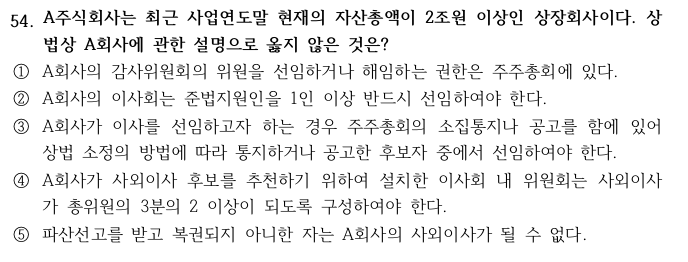 54. A주식회사는 최근 사업연도말 현재의 자산총액이 2조원 이상인 상장회사이다. 상
법상 A회사에 관한 설명으로 옳지 않은 것은?
① A회사의 감사위원회의 위원을 선임하거나 해임하는 권한은 주주총회에 있다.
② A회사의 이사회는 준법지원인을 1인 이상 반드시 선임하여야 한다.
③ A회사가 이사를 선임하고자 하는 경우 주주총회의 소집통지나 공고를 함에 있어
상법 소정의 방법에 따라 통지하거나 공고한 후보자 중에서 선임하여야 한다.
④ A회사가 사외이사 후보를 추천하기 위하여 설치한 이사회 내 위원회는 사외이사
가 총위원의 3분의 2 이상이 되도록 구성하여야 한다.
⑤ 파산선고를 받고 복권되지 아니한 자는 A회사의 사외이사가 될 수 없다.